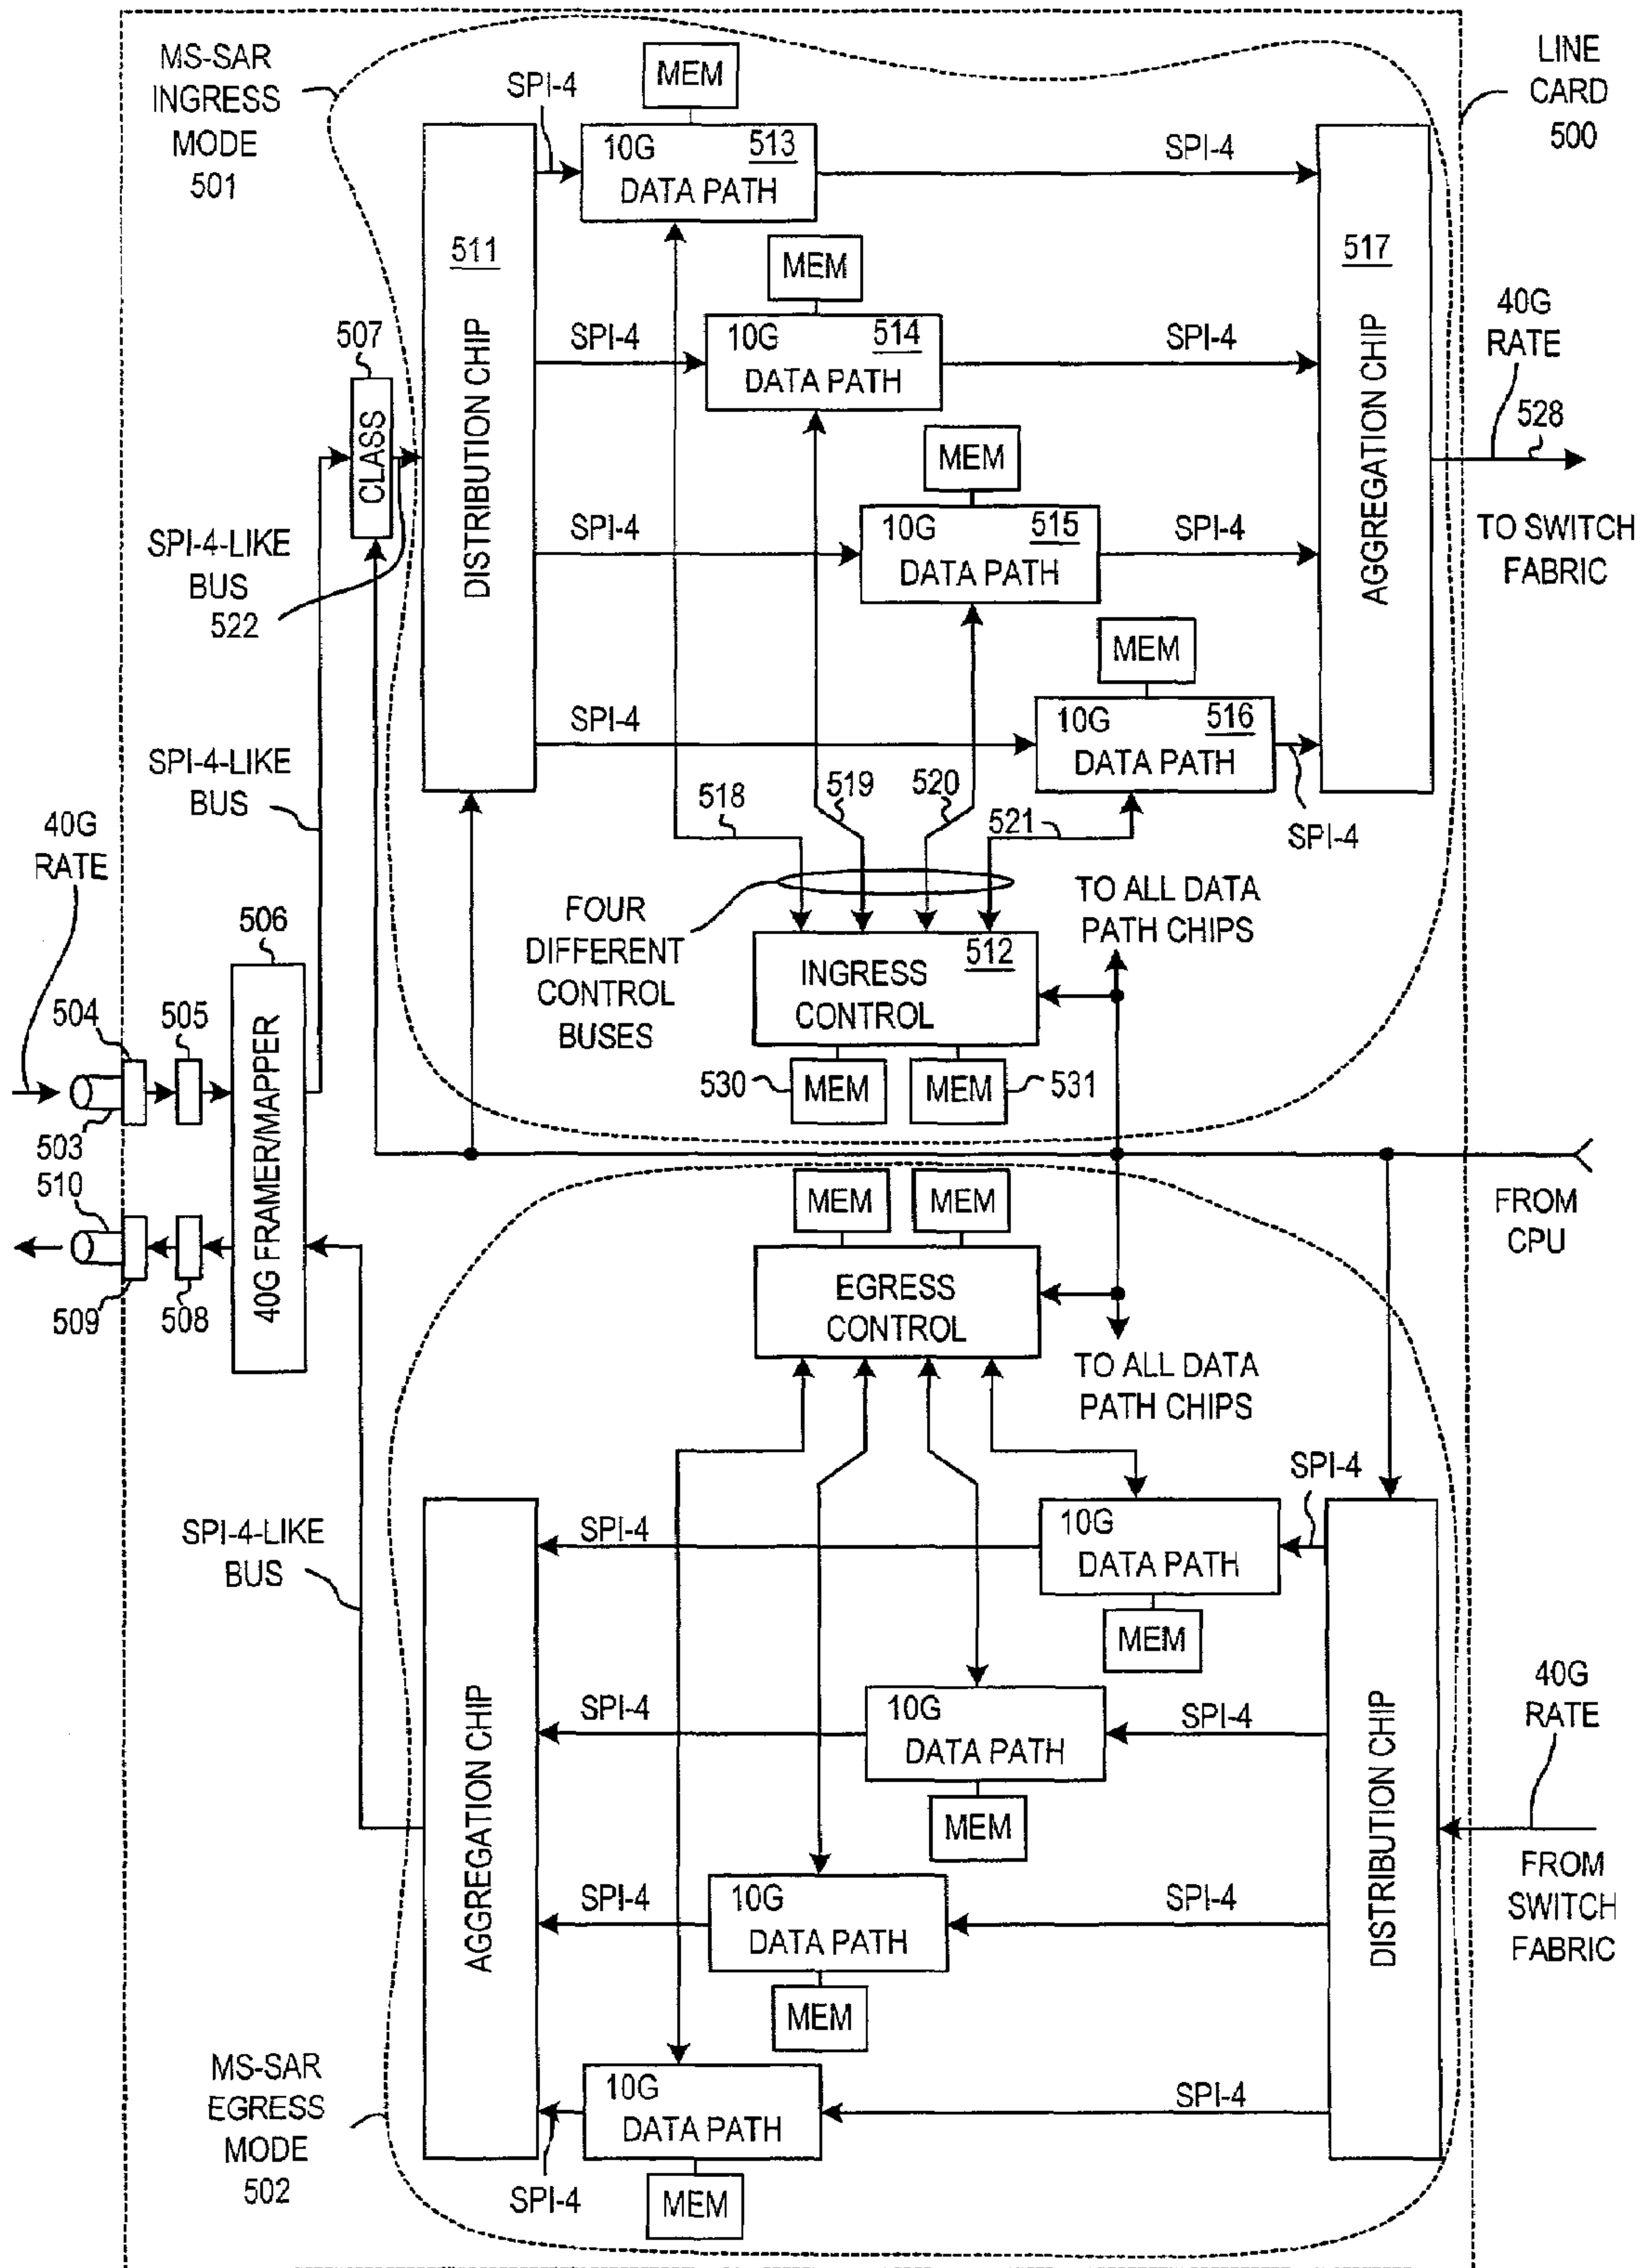 MS-SAR
INGRESS
MODE
501
LINE
CARD
500
SPI-4
MEM
10G 513
DATA PATH
SPI-4
511
DISTRIBUTION CHIP
517
AGGREGATION CHIP
MEM
SPI-4
10G 514
DATA PATH
SPI-4
40G
RATE
528
TO SWITCH
FABRIC
507
CLASS
MEM
SPI-4
10G 515
DATA PATH
SPI-4
SPI-4-LIKE
BUS
522
MEM
SPI-4
10G 516
DATA PATH
SPI-4
SPI-4-LIKE
BUS
518
519
520
521
40G
RATE
FOUR
DIFFERENT
CONTROL
BUSES
TO ALL DATA
PATH CHIPS
512
INGRESS
CONTROL
530
MEM
MEM
531
506
504
505
503
40G FRAMER/MAPPER
510
509
508
FROM
CPU
MEM
MEM
EGRESS
CONTROL
TO ALL DATA
PATH CHIPS
SPI-4-LIKE
BUS
AGGREGATION CHIP
DISTRIBUTION CHIP
SPI-4
10G
DATA PATH
SPI-4
MEM
SPI-4
10G
DATA PATH
SPI-4
MEM
40G
RATE
FROM
SWITCH
FABRIC
SPI-4
10G
DATA PATH
SPI-4
MEM
MS-SAR
EGRESS
MODE
502
SPI-4
10G
DATA PATH
SPI-4
MEM